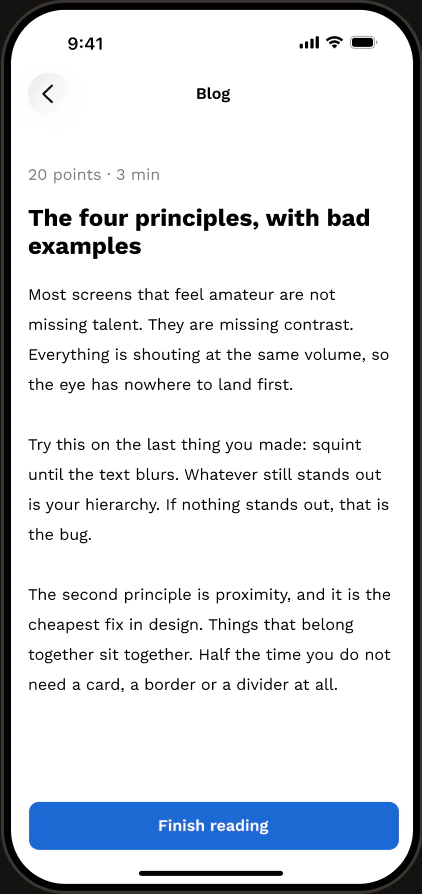 9:41
Blog
20 points · 3 min
The four principles, with bad
examples
Most screens that feel amateur are not
missing talent. They are missing contrast.
Everything is shouting at the same volume, so
the eye has nowhere to land first.
Try this on the last thing you made: squint
until the text blurs. Whatever still stands out
is your hierarchy. If nothing stands out, that is
the bug.
The second principle is proximity, and it is the
cheapest fix in design. Things that belong
together sit together. Half the time you do not
need a card, a border or a divider at all.
Finish reading